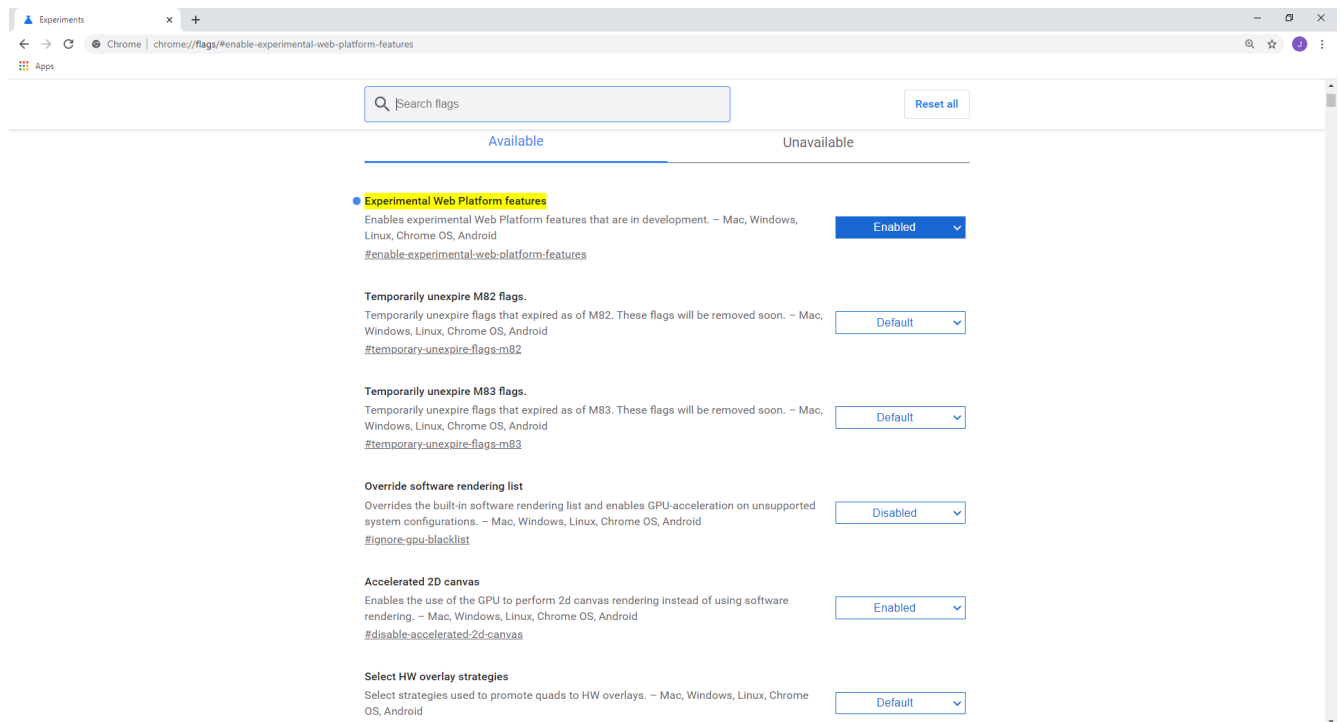 Experiments
Chrome | chrome://flags/#enable-experimental-web-platform-features
J
Apps
Search flags
Reset all
Available
Unavailable
Experimental Web Platform features
Enables experimental Web Platform features that are in development. – Mac, Windows,
Linux, Chrome OS, Android
#enable-experimental-web-platform-features
Enabled
Temporarily unexpire M82 flags.
Temporarily unexpire flags that expired as of M82. These flags will be removed soon. – Mac,
Windows, Linux, Chrome OS, Android
#temporary-unexpire-flags-m82
Default
Temporarily unexpire M83 flags.
Temporarily unexpire flags that expired as of M83. These flags will be removed soon. – Mac,
Windows, Linux, Chrome OS, Android
#temporary-unexpire-flags-m83
Default
Override software rendering list
Overrides the built-in software rendering list and enables GPU-acceleration on unsupported
system configurations. – Mac, Windows, Linux, Chrome OS, Android
#ignore-gpu-blacklist
Disabled
Accelerated 2D canvas
Enables the use of the GPU to perform 2d canvas rendering instead of using software
rendering. – Mac, Windows, Linux, Chrome OS, Android
#disable-accelerated-2d-canvas
Enabled
Select HW overlay strategies
Select strategies used to promote quads to HW overlays. – Mac, Windows, Linux, Chrome
OS, Android
Default